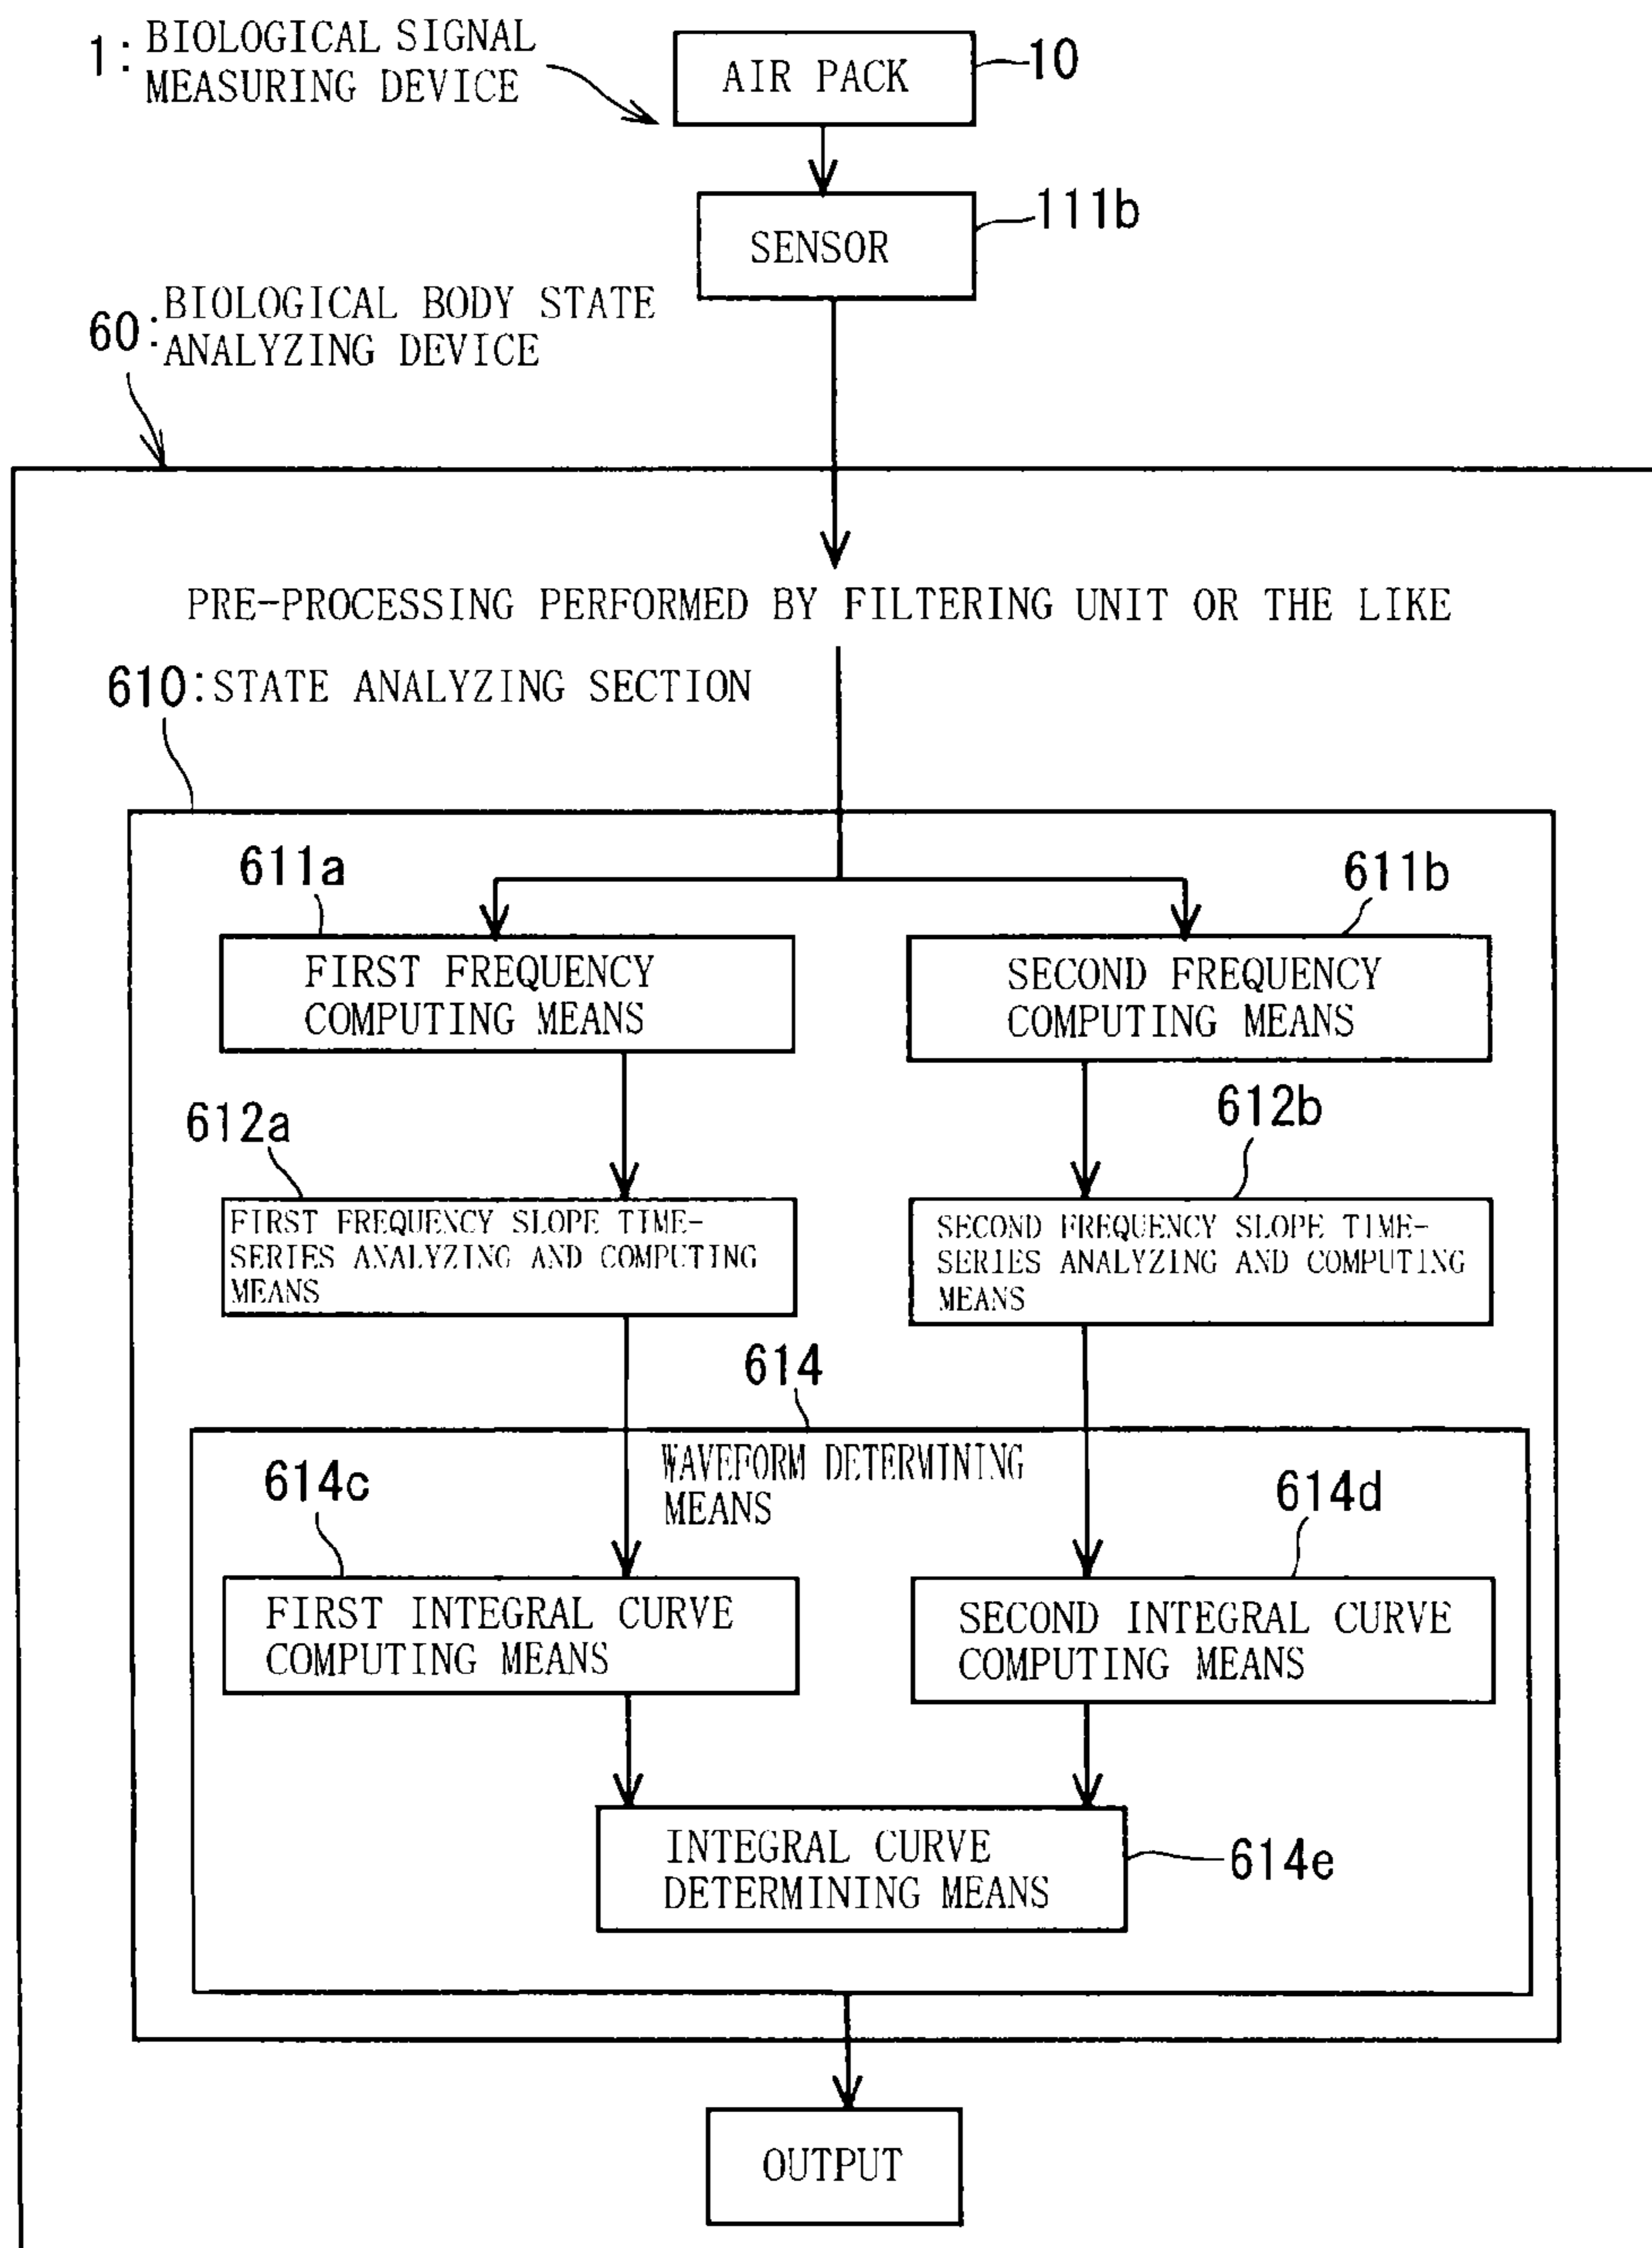 1: BIOLOGICAL SIGNAL
MEASURING DEVICE
AIR PACK
10
SENSOR
111b
60: BIOLOGICAL BODY STATE
ANALYZING DEVICE
PRE-PROCESSING PERFORMED BY FILTERING UNIT OR THE LIKE
610: STATE ANALYZING SECTION
611a
611b
FIRST FREQUENCY
COMPUTING MEANS
SECOND FREQUENCY
COMPUTING MEANS
612a
612b
FIRST FREQUENCY SLOPE TIME-
SERIES ANALYZING AND COMPUTING
MEANS
SECOND FREQUENCY SLOPE TIME-
SERIES ANALYZING AND COMPUTING
MEANS
614
WAVEFORM DETERMINING
MEANS
614c
614d
FIRST INTEGRAL CURVE
COMPUTING MEANS
SECOND INTEGRAL CURVE
COMPUTING MEANS
INTEGRAL CURVE
DETERMINING MEANS
614e
OUTPUT